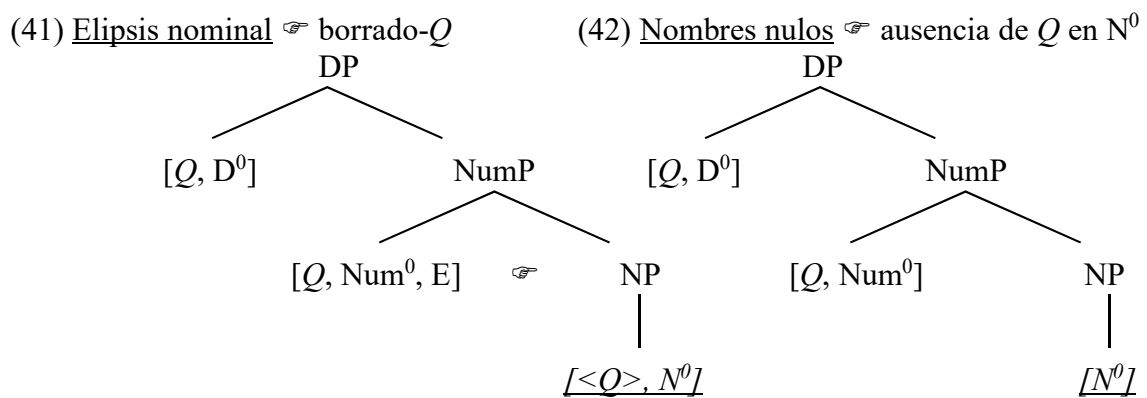 (41) Elipsis nominal ☞ borrado-Q (42) Nombres nulos ☞ ausencia de Q en N⁰
DP DP
[Q, D⁰] NumP [Q, D⁰] NumP
[Q, Num⁰, E] ☞ NP [Q, Num⁰] NP
[<Q>, N⁰] [N⁰]